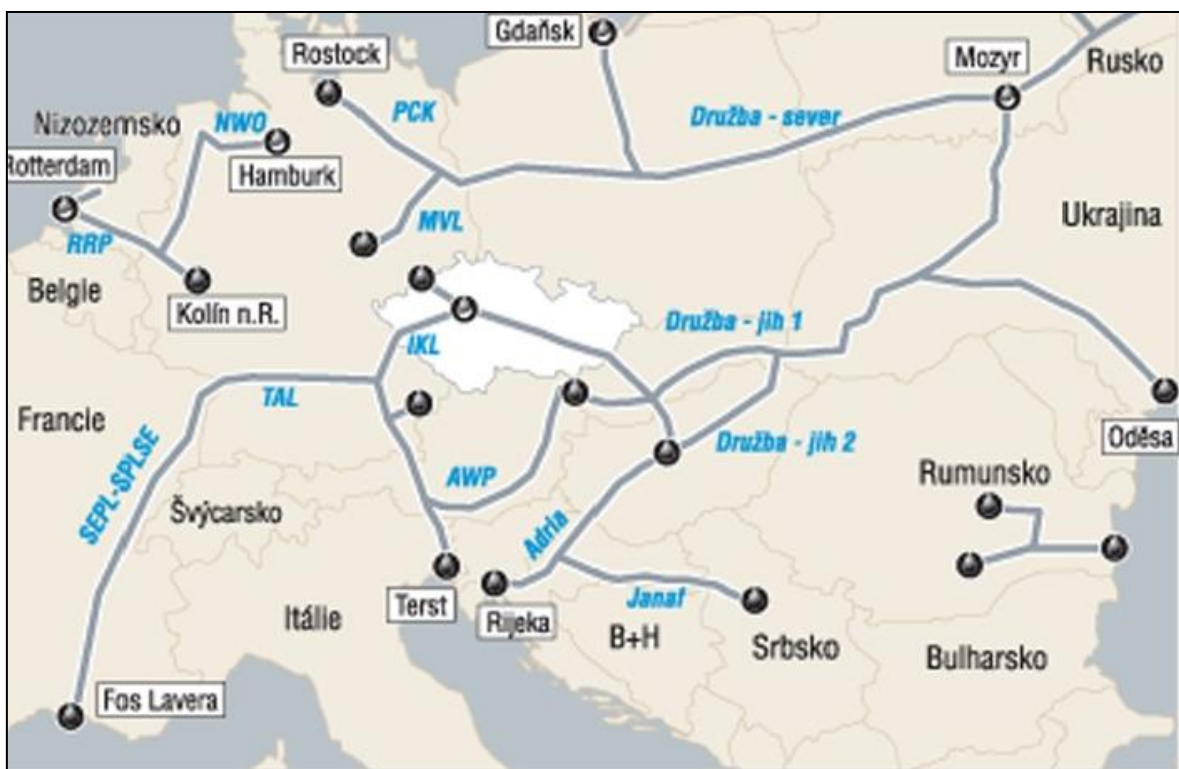 Gdaňsk
Rostock
Mozyr
Rusko
PCK
Nizozemsko
NWO
Družba - sever
Rotterdam
Hamburk
RRP
MVL
Ukrajina
Belgie
Kolín n.R.
Družba - jih 1
IKL
TAL
Francie
Oděsa
Družba - jih 2
SEPL-SPLSE
AWP
Rumunsko
Švýcarsko
Adria
Terst
Itálie
Rijeka
Janaf
B+H
Srbsko
Bulharsko
Fos Lavera